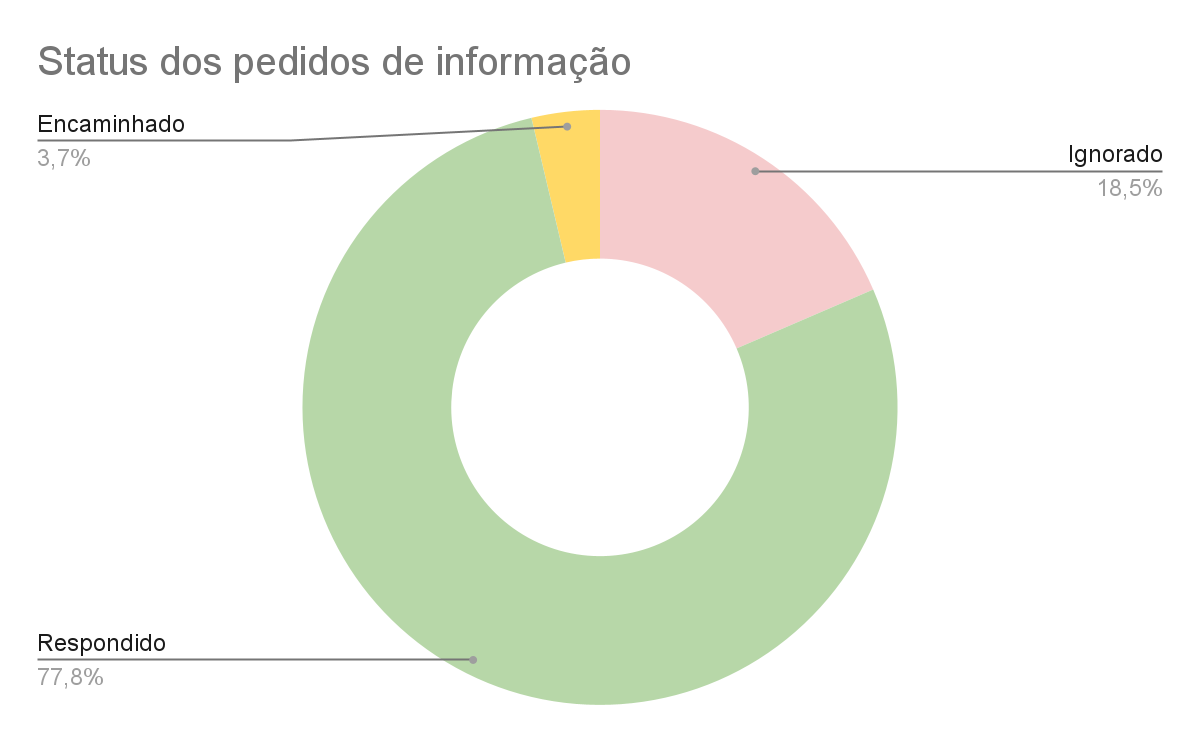 Status dos pedidos de informação
Encaminhado
3,7%
Ignorado
18,5%
Respondido
77,8%